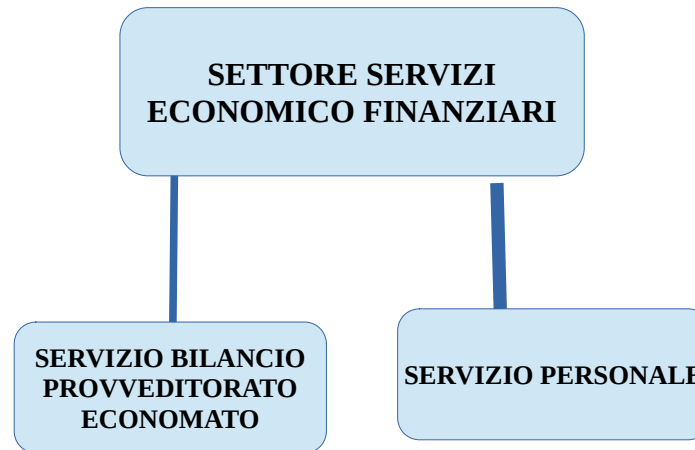 SETTORE SERVIZI
ECONOMICO FINANZIARI
SERVIZIO BILANCIO
PROVVEDITORATO
ECONOMATO
SERVIZIO PERSONALE